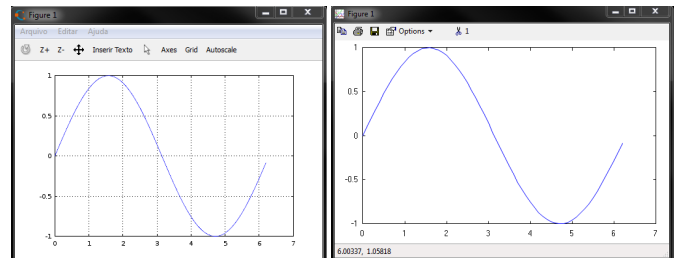 Figure 1
Arquivo Editar Ajuda
Z+ Z- Inserir Texto Axes Grid Autoscale
1
0.5
0
-0.5
-1
0 1 2 3 4 5 6 7
Figure 1
Options 1
1
0.5
0
-0.5
-1
0 1 2 3 4 5 6 7
6.00337, 1.05818